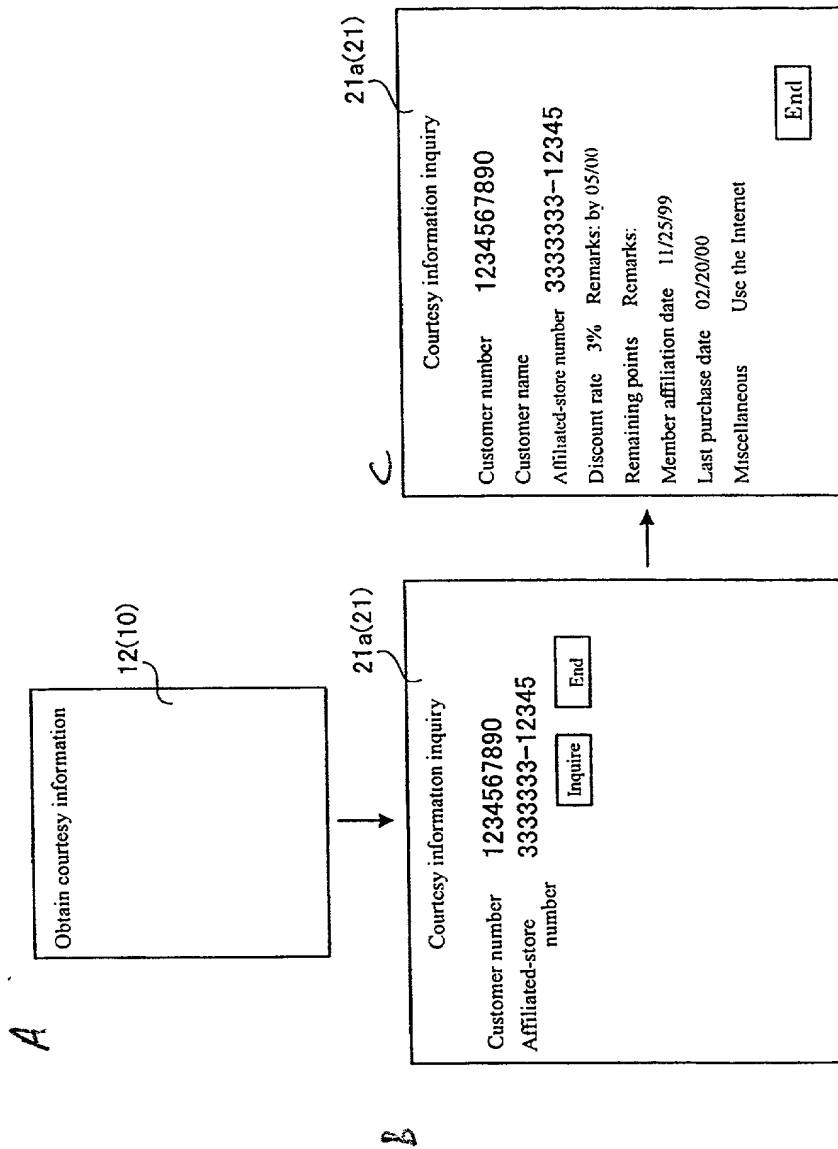 A
Obtain courtesy information
12(10)
B
21a(21)
Courtesy information inquiry
Customer number 1234567890
Affiliated-store number 3333333-12345
Inquire End
C
21a(21)
Courtesy information inquiry
Customer number 1234567890
Customer name
Affiliated-store number 3333333-12345
Discount rate 3% Remarks: by 05/00
Remaining points Remarks:
Member affiliation date 11/25/99
Last purchase date 02/20/00
Miscellaneous Use the Internet
End